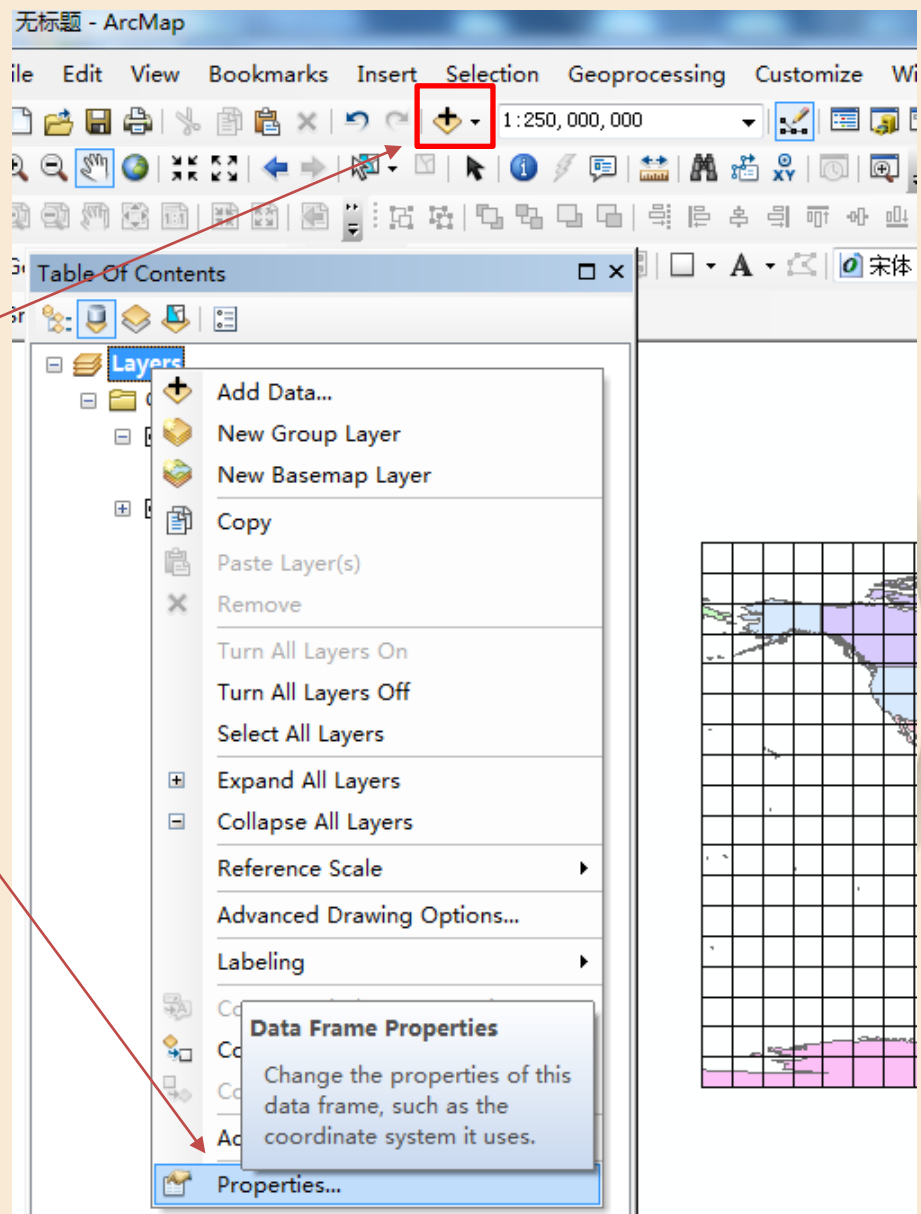 无标题 - ArcMap
ile Edit View Bookmarks Insert Selection Geoprocessing Customize Wi
1:250,000,000
宋体
Table Of Contents
Layers
Add Data...
New Group Layer
New Basemap Layer
Copy
Paste Layer(s)
Remove
Turn All Layers On
Turn All Layers Off
Select All Layers
Expand All Layers
Collapse All Layers
Reference Scale
Advanced Drawing Options...
Labeling
Data Frame Properties
Change the properties of this
data frame, such as the
coordinate system it uses.
Properties...